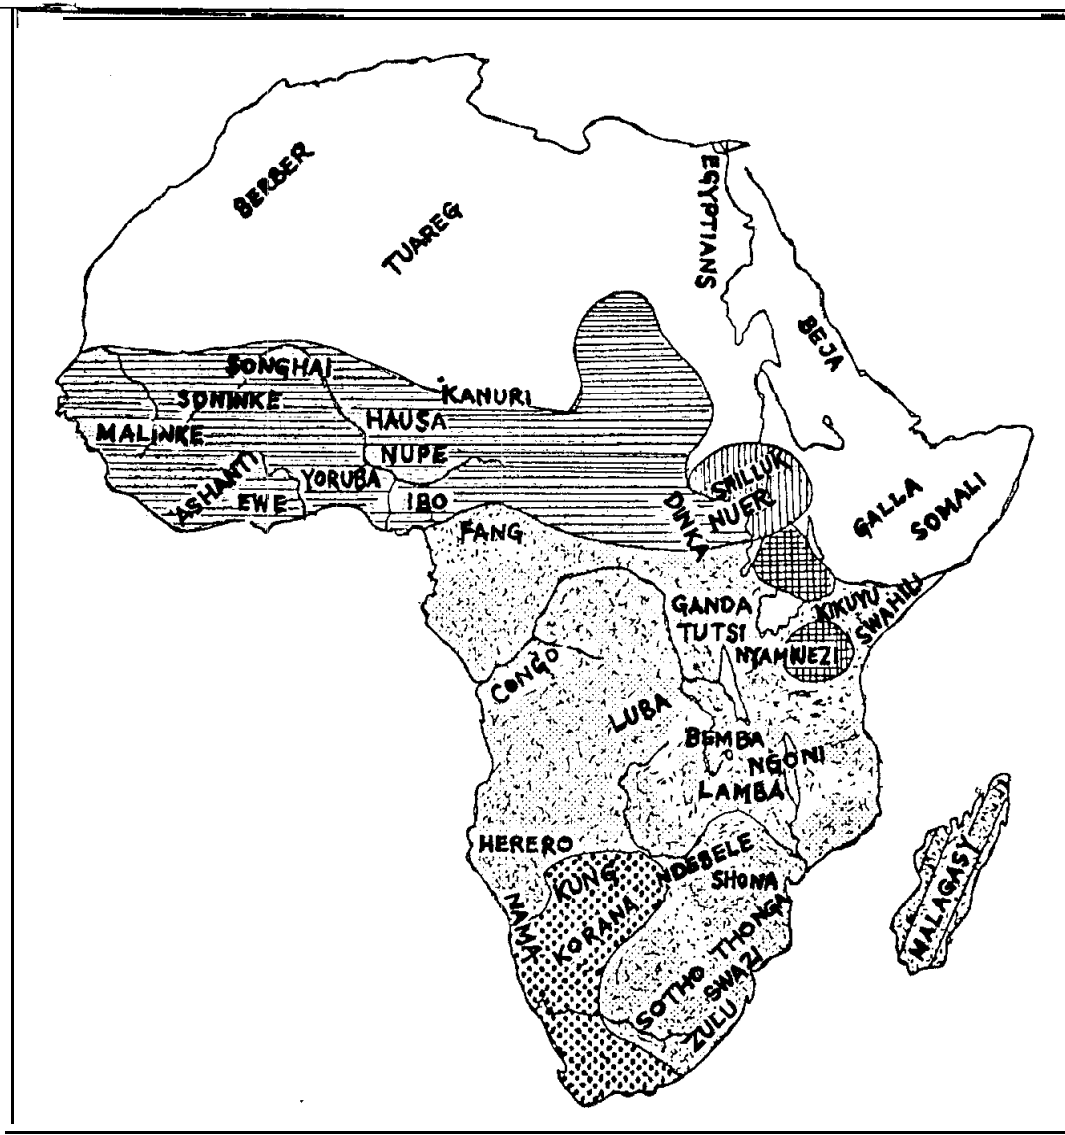 BERBER
TUAREG
EGYPTIANS
BEJA
SONGHAI
SONINKE
KANURI
HAUSA
MALINKE
NUPE
ASHANTI
EWE
YORUBA
IBO
SHILLUK
NUER
DINKA
GALLA
SOMALI
FANG
GANDA
TUTSI
KIKUYU
SWAHILI
NYAMWEZI
CONGO
LUBA
BEMBA
NGONI
LAMBA
HERERO
KUNG
NDEBELE
SHONA
NAMA
KORANA
THONGA
SOTHO
SWAZI
ZULU
MALAGASY